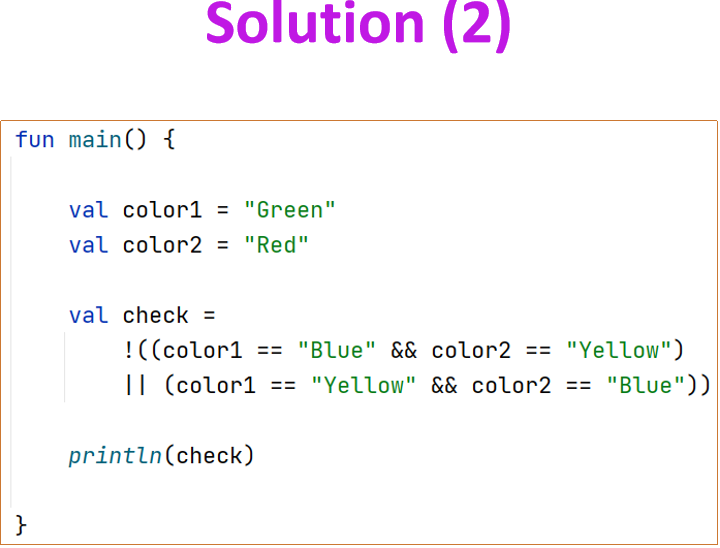 Solution (2)
fun main() {
val color1 = "Green"
val color2 = "Red"
val check =
!((color1 == "Blue" && color2 == "Yellow")
|| (color1 == "Yellow" && color2 == "Blue"))
println(check)
}